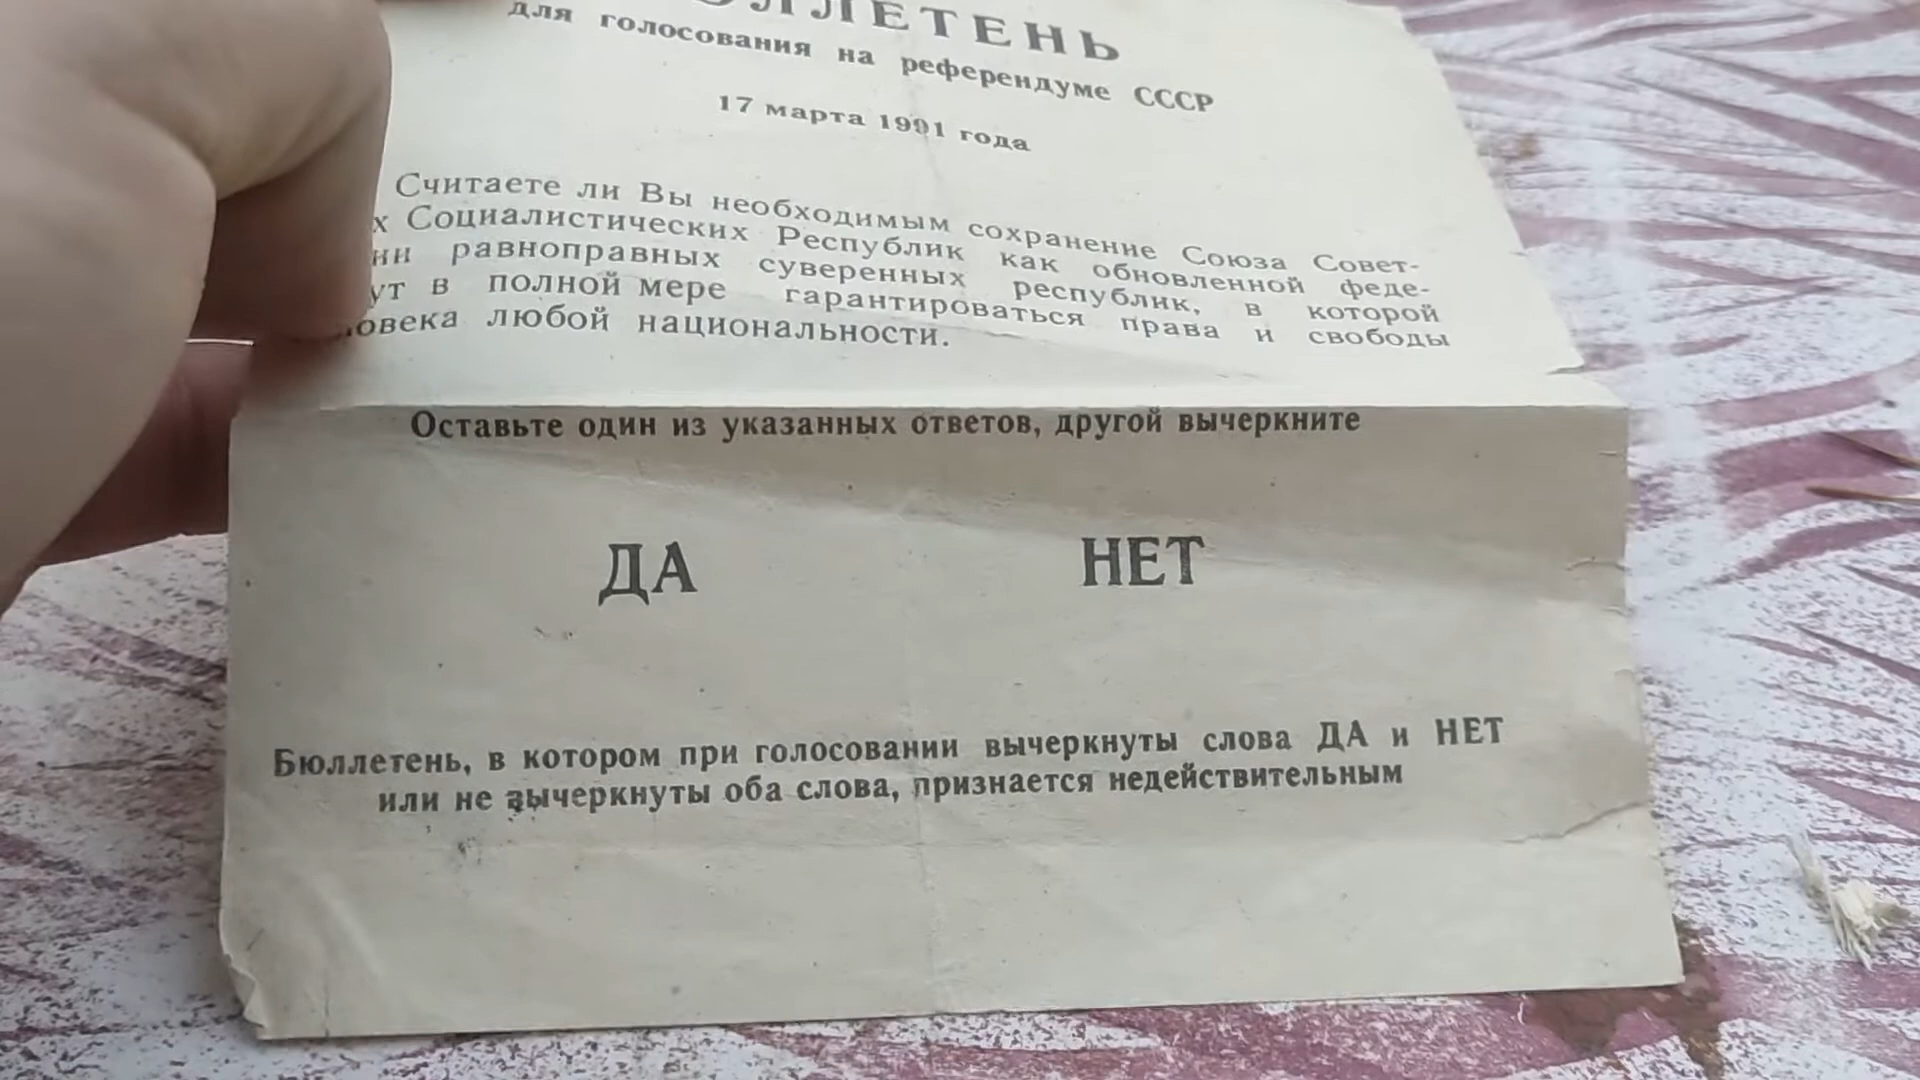 для голосования на референдуме СССР
17 марта 1991 года
Считаете ли Вы необходимым сохранение Союза Совет-
х Социалистических Республик как обновленной феде-
ии равноправных суверенных республик, в которой
ут в полной мере гарантироваться права и свободы
овека любой национальности.
Оставьте один из указанных ответов, другой вычеркните
ДА НЕТ
Бюллетень, в котором при голосовании вычеркнуты слова ДА и НЕТ
или не вычеркнуты оба слова, признается недействительным